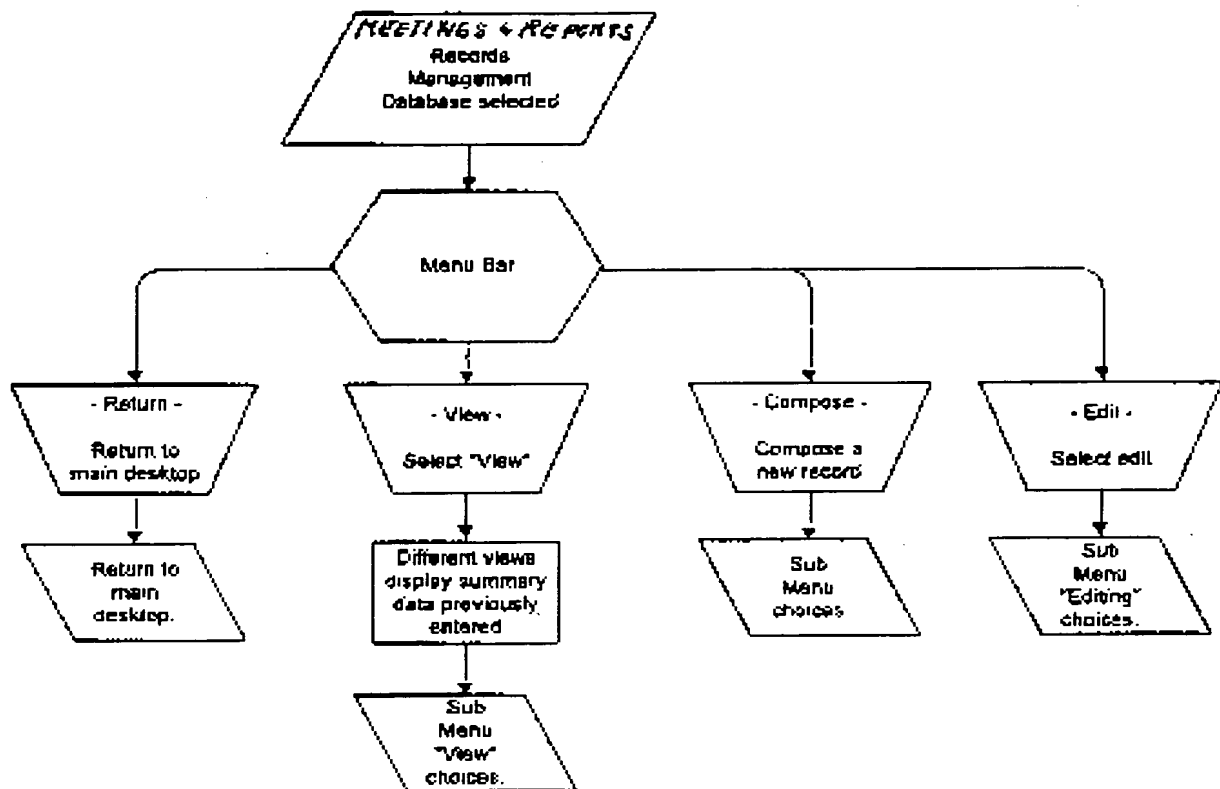 MEETINGS & REPORTS
Records
Management
Database selected
Menu Bar
- Return -
Return to
main desktop
- View -
Select "View"
- Compose -
Compose a
new record
- Edit -
Select edit
Return to
main
desktop.
Different views
display summary
data previously
entered
Sub
Menu
choices
Sub
Menu
"Editing"
choices.
Sub
Menu
"View"
choices.